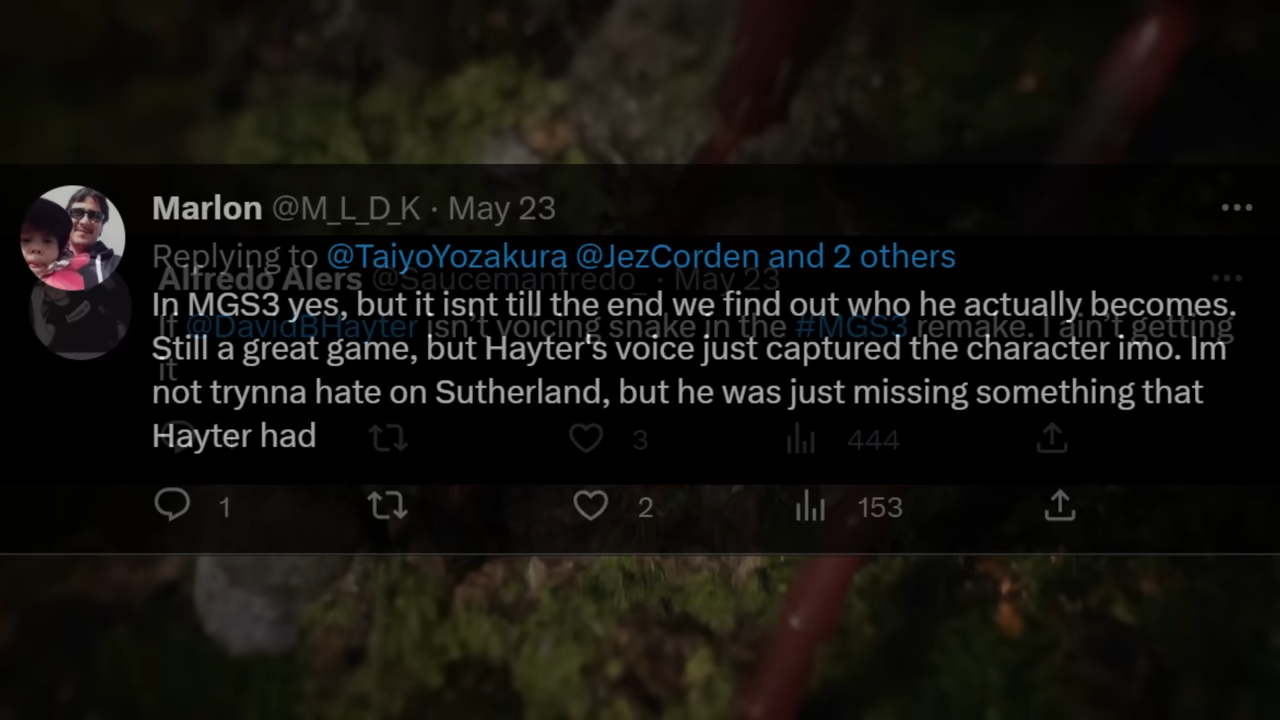 Marlon @M_L_D_K · May 23
Replying to @TaiyoYozakura @JezCorden and 2 others
Alfredo Alers @Saucemanfredo_ · May 23
In MGS3 yes, but it isnt till the end we find out who he actually becomes.
If @DavidBHayter isn't voicing snake in the #MGS3 remake. I ain't getting
Still a great game, but Hayter's voice just captured the character imo. Im
it
not trynna hate on Sutherland, but he was just missing something that
Hayter had
3 444
1 2 153